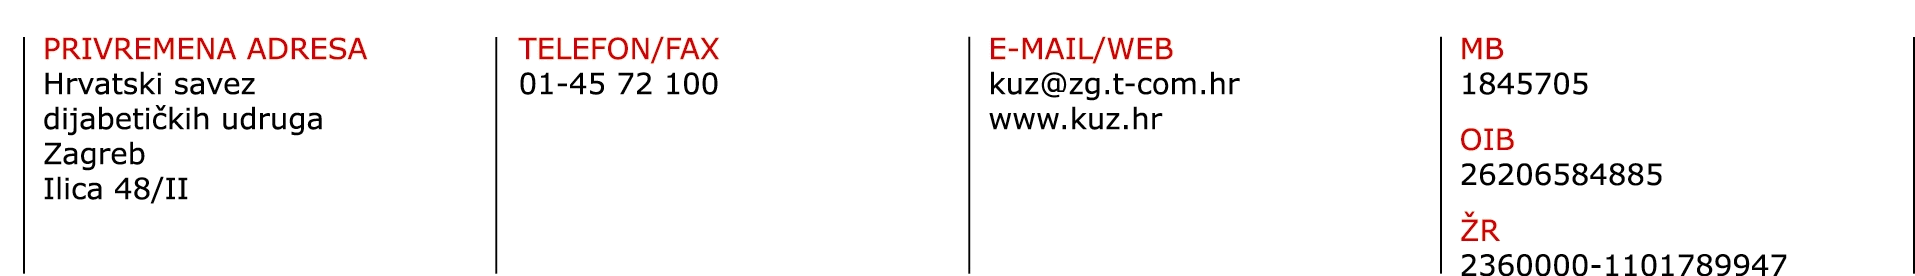 PRIVREMENA ADRESA
Hrvatski savez
dijabetičkih udruga
Zagreb
Ilica 48/II
TELEFON/FAX
01-45 72 100
E-MAIL/WEB
kuz@zg.t-com.hr
www.kuz.hr
MB
1845705
OIB
26206584885
ŽR
2360000-1101789947